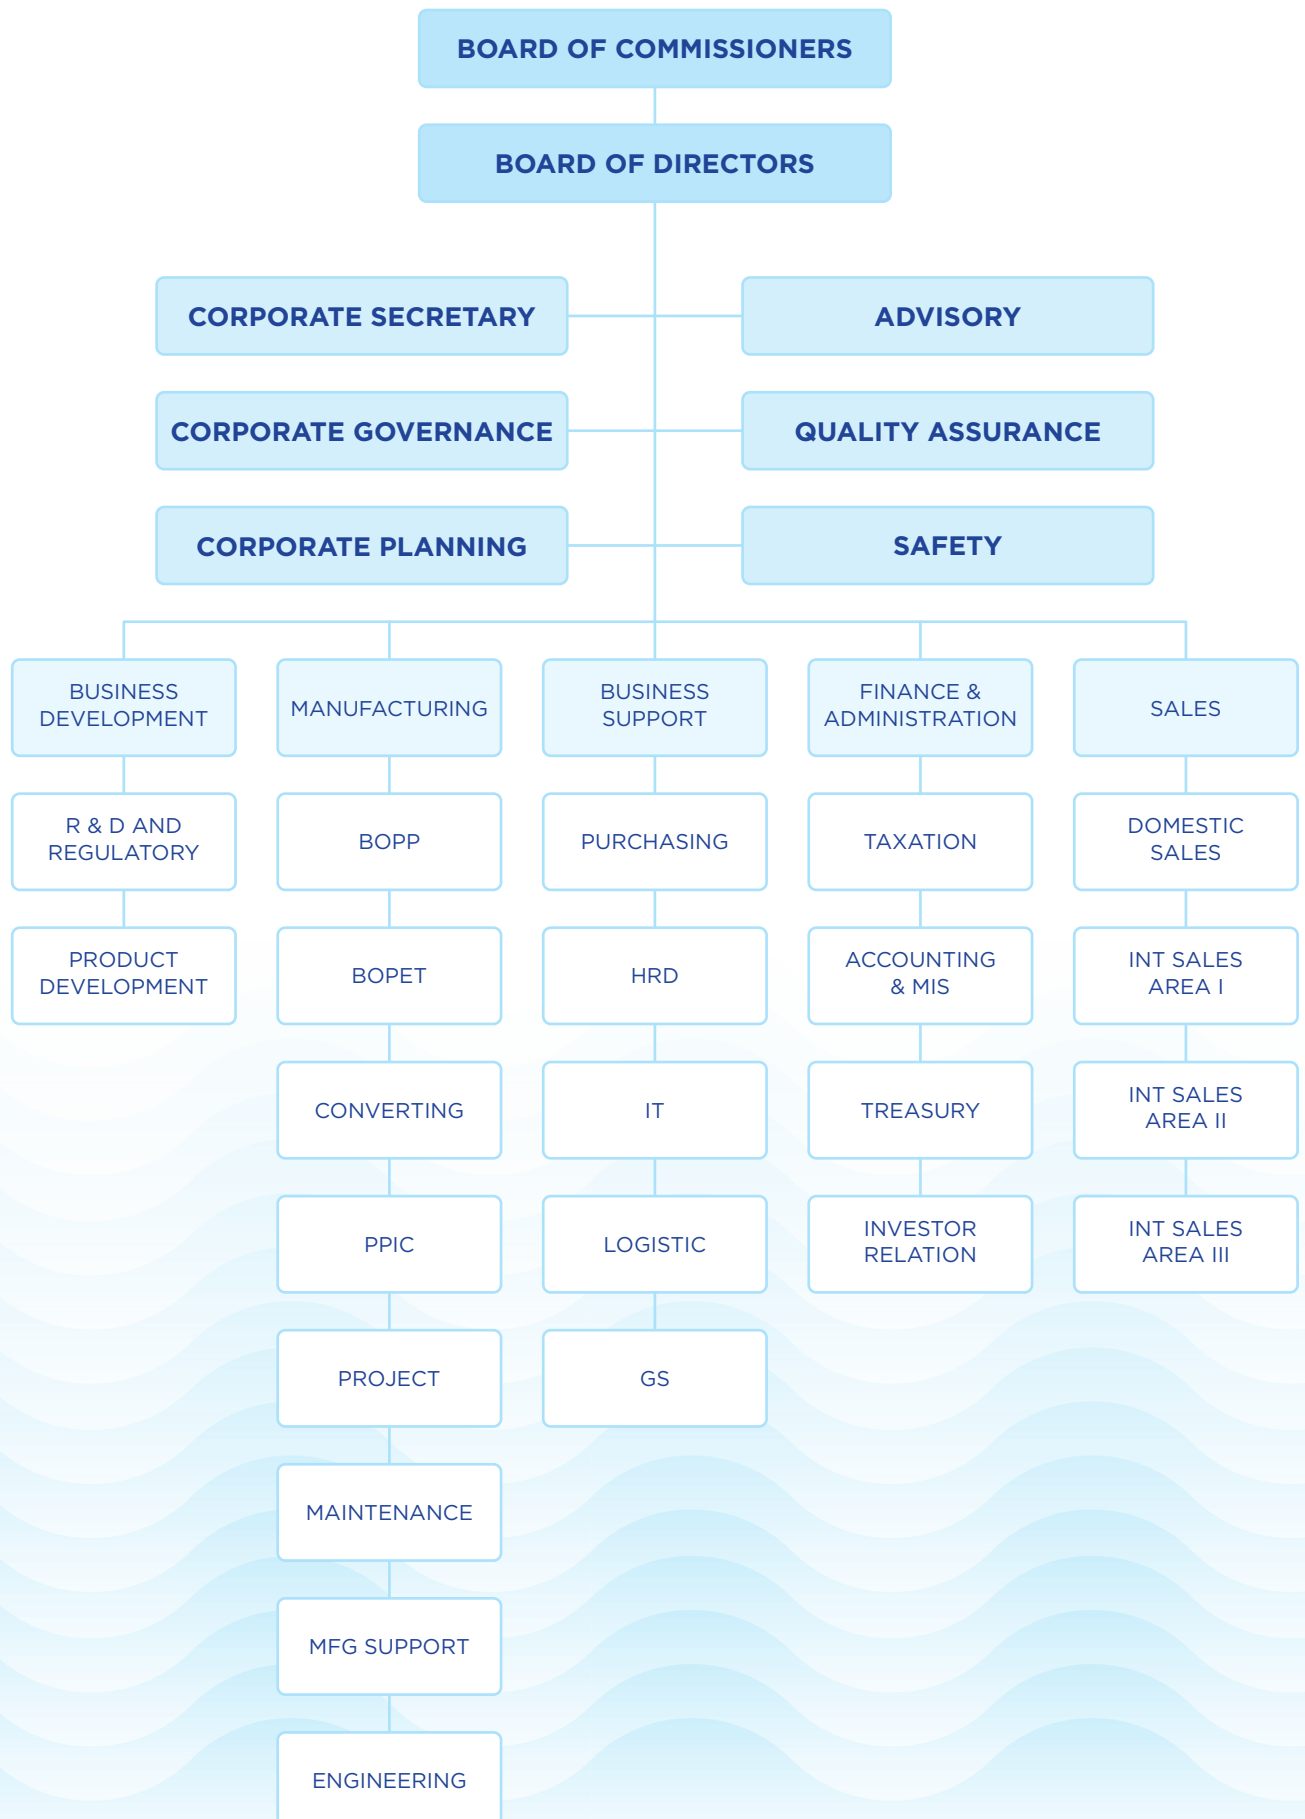 BOARD OF COMMISSIONERS
BOARD OF DIRECTORS
CORPORATE SECRETARY
ADVISORY
CORPORATE GOVERNANCE
QUALITY ASSURANCE
CORPORATE PLANNING
SAFETY
BUSINESS
DEVELOPMENT
MANUFACTURING
BUSINESS
SUPPORT
FINANCE &
ADMINISTRATION
SALES
R & D AND
REGULATORY
BOPP
PURCHASING
TAXATION
DOMESTIC
SALES
PRODUCT
DEVELOPMENT
BOPET
HRD
ACCOUNTING
& MIS
INT SALES
AREA I
CONVERTING
IT
TREASURY
INT SALES
AREA II
PPIC
LOGISTIC
INVESTOR
RELATION
INT SALES
AREA III
PROJECT
GS
MAINTENANCE
MFG SUPPORT
ENGINEERING